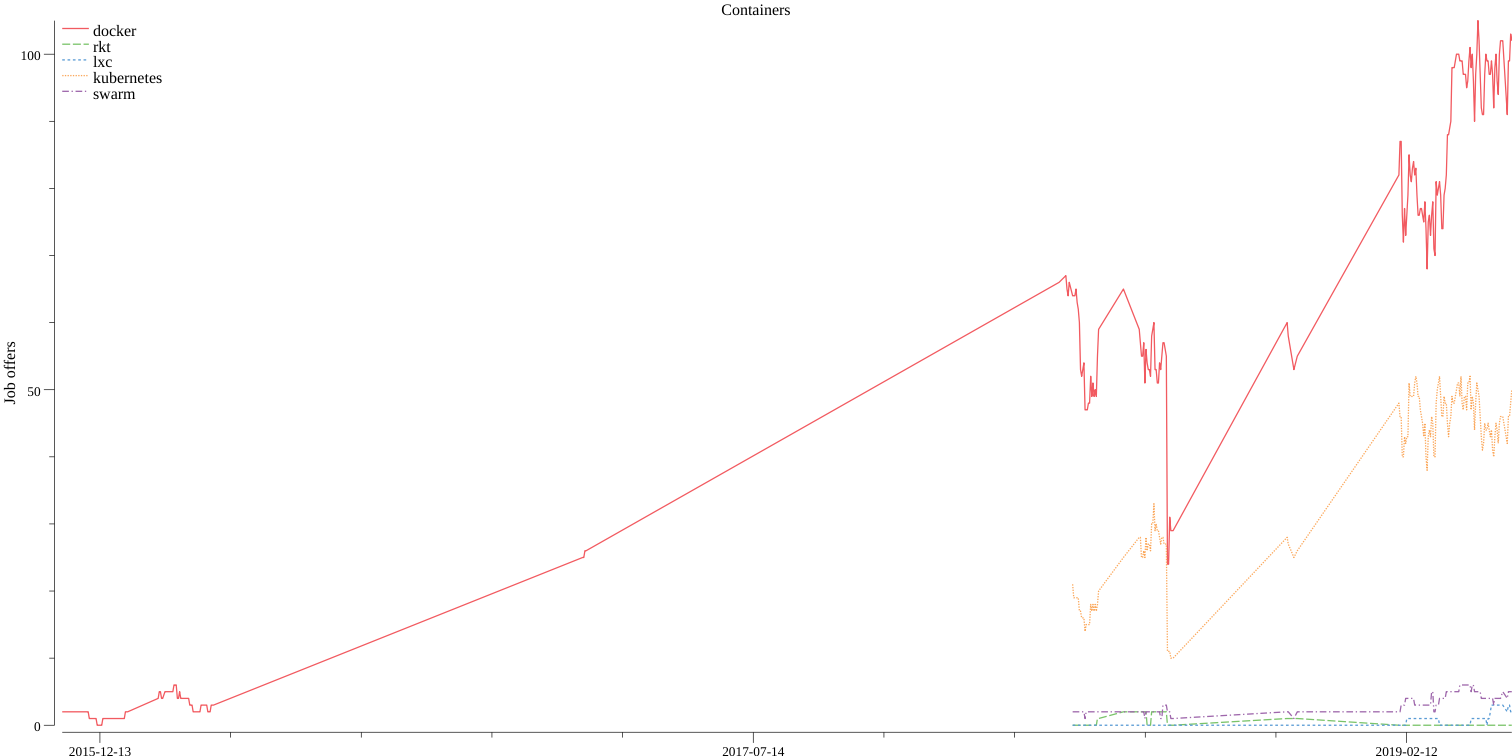 Containers
docker
rkt
lxc
kubernetes
swarm
100
50
0
Job offers
2015-12-13
2017-07-14
2019-02-12